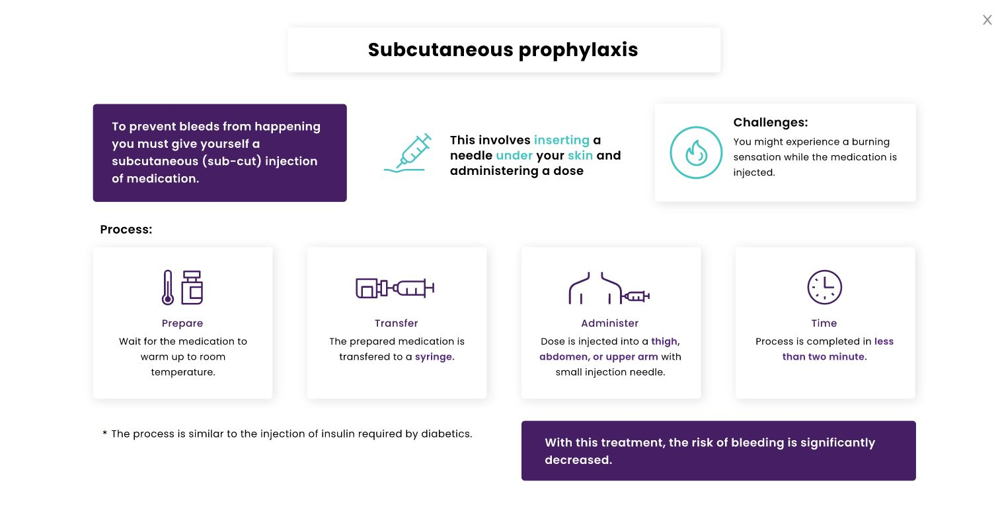 X
Subcutaneous prophylaxis
To prevent bleeds from happening
you must give yourself a
subcutaneous (sub-cut) injection
of medication.
This involves inserting a
needle under your skin and
administering a dose
Challenges:
You might experience a burning
sensation while the medication is
injected.
Process:
Prepare
Wait for the medication to
warm up to room
temperature.
Transfer
The prepared medication is
transfered to a syringe.
Administer
Dose is injected into a thigh,
abdomen, or upper arm with
small injection needle.
Time
Process is completed in less
than two minute.
* The process is similar to the injection of insulin required by diabetics.
With this treatment, the risk of bleeding is significantly
decreased.